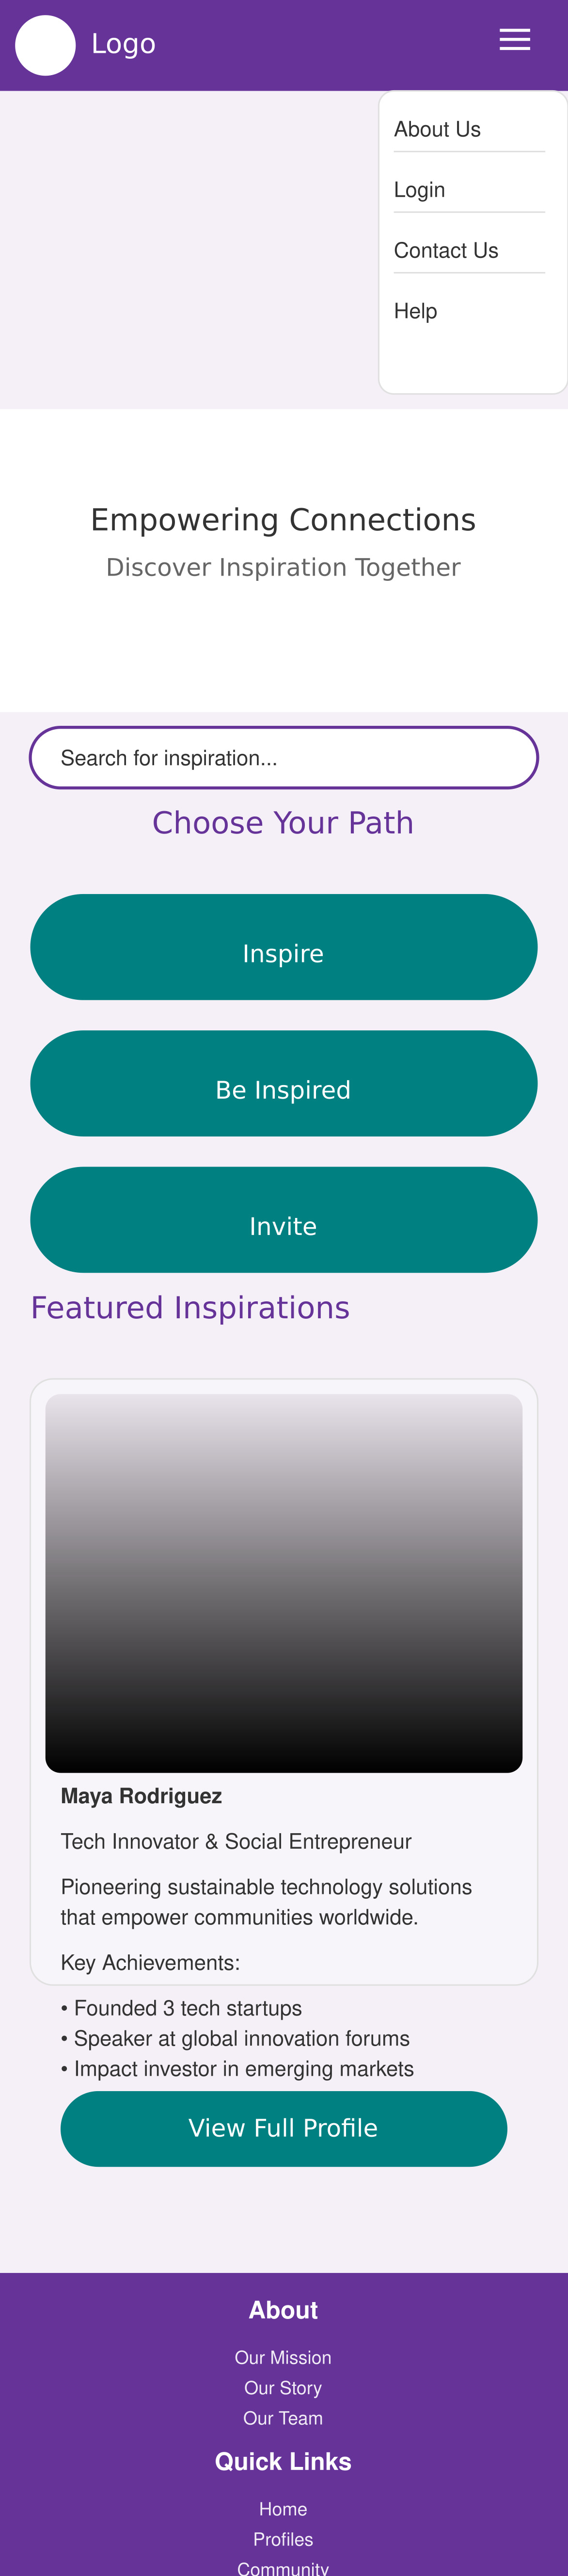 Logo
About Us
Login
Contact Us
Help
Empowering Connections
Discover Inspiration Together
Search for inspiration...
Choose Your Path
Inspire
Be Inspired
Invite
Featured Inspirations
Maya Rodriguez
Tech Innovator & Social Entrepreneur
Pioneering sustainable technology solutions
that empower communities worldwide.
Key Achievements:
• Founded 3 tech startups
• Speaker at global innovation forums
• Impact investor in emerging markets
View Full Profile
About
Our Mission
Our Story
Our Team
Quick Links
Home
Profiles
Community